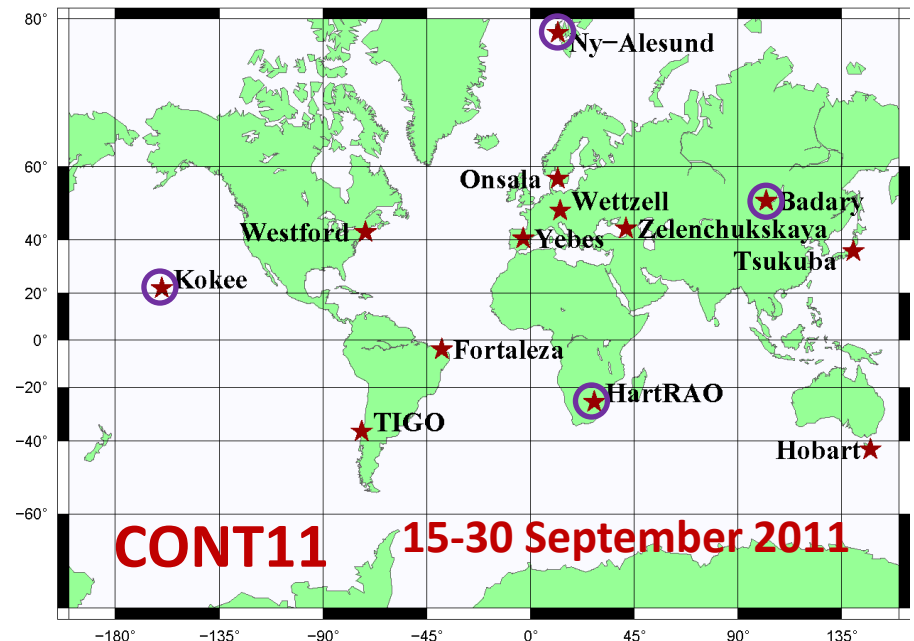 80°
Ny−Alesund
60°
Onsala
Wettzell
Badary
Westford
Zelenchukskaya
40°
Yebes
Tsukuba
Kokee
20°
0°
Fortaleza
−20°
HartRAO
TIGO
−40°
Hobart
−60°
CONT11
15-30 September 2011
−180° −135° −90° −45° 0° 45° 90° 135°